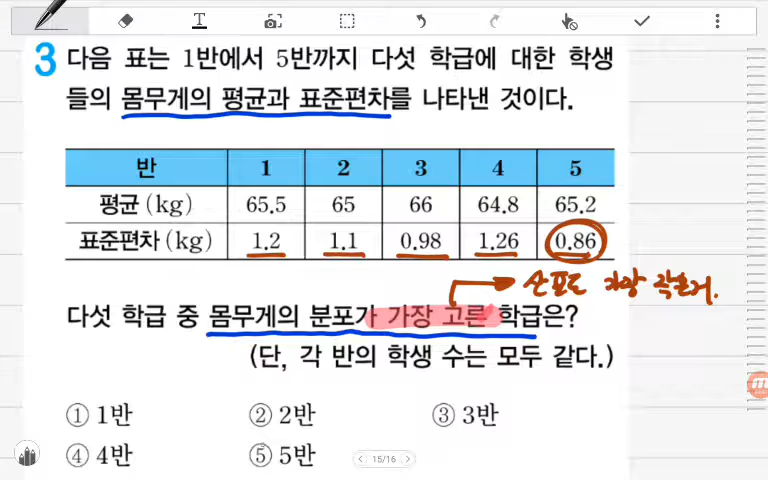 3 다음 표는 1반에서 5반까지 다섯 학급에 대한 학생
들의 몸무게의 평균과 표준편차를 나타낸 것이다.
반 1 2 3 4 5
평균(kg) 65.5 65 66 64.8 65.2
표준편차(kg) 1.2 1.1 0.98 1.26 0.86
산포도 가장 작은거.
다섯 학급 중 몸무게의 분포가 가장 고른 학급은?
(단, 각 반의 학생 수는 모두 같다.)
① 1반 ② 2반 ③ 3반
④ 4반 ⑤ 5반
15/16